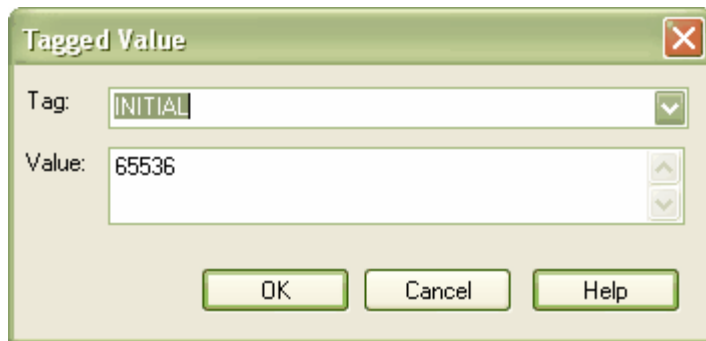 Tagged Value
Tag: INITIAL
Value: 65536
OK Cancel Help